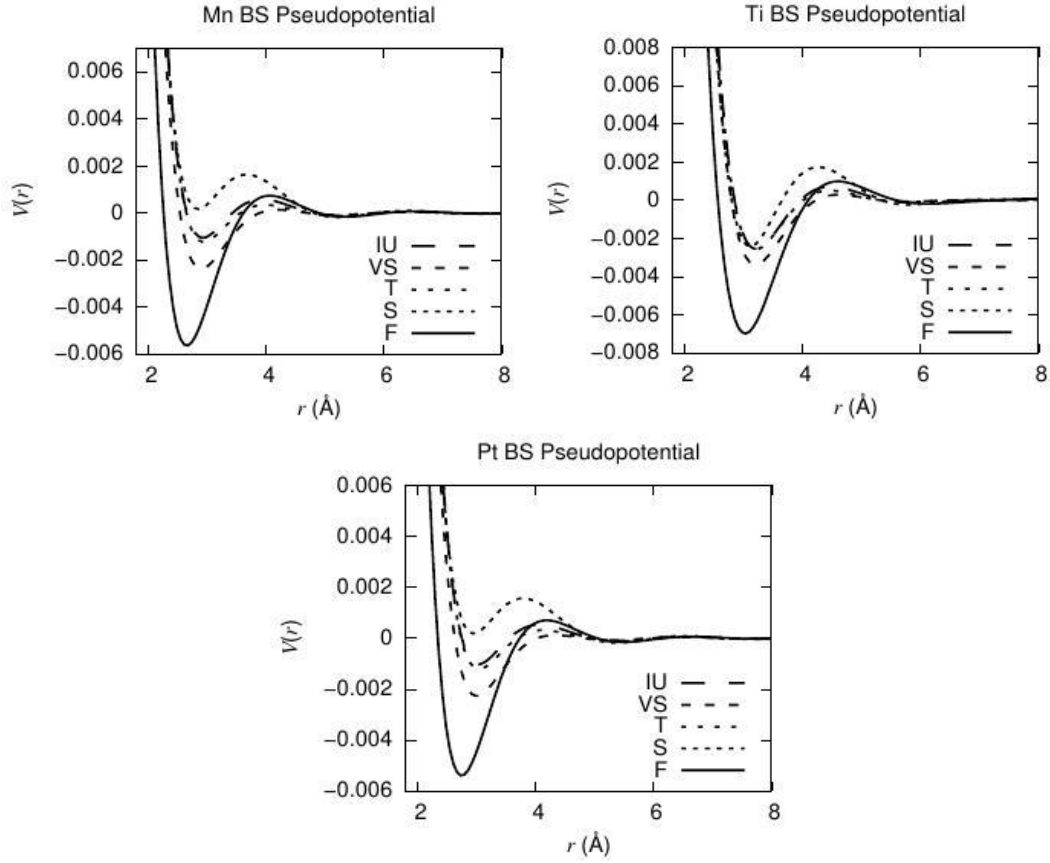 Mn BS Pseudopotential
0.006
0.004
0.002
0
−0.002
−0.004
−0.006
V(r)
IU
VS
T
S
F
2
4
6
8
r (Å)
Ti BS Pseudopotential
0.008
0.006
0.004
0.002
0
−0.002
−0.004
−0.006
−0.008
V(r)
IU
VS
T
S
F
2
4
6
8
r (Å)
Pt BS Pseudopotential
0.006
0.004
0.002
0
−0.002
−0.004
−0.006
V(r)
IU
VS
T
S
F
2
4
6
8
r (Å)